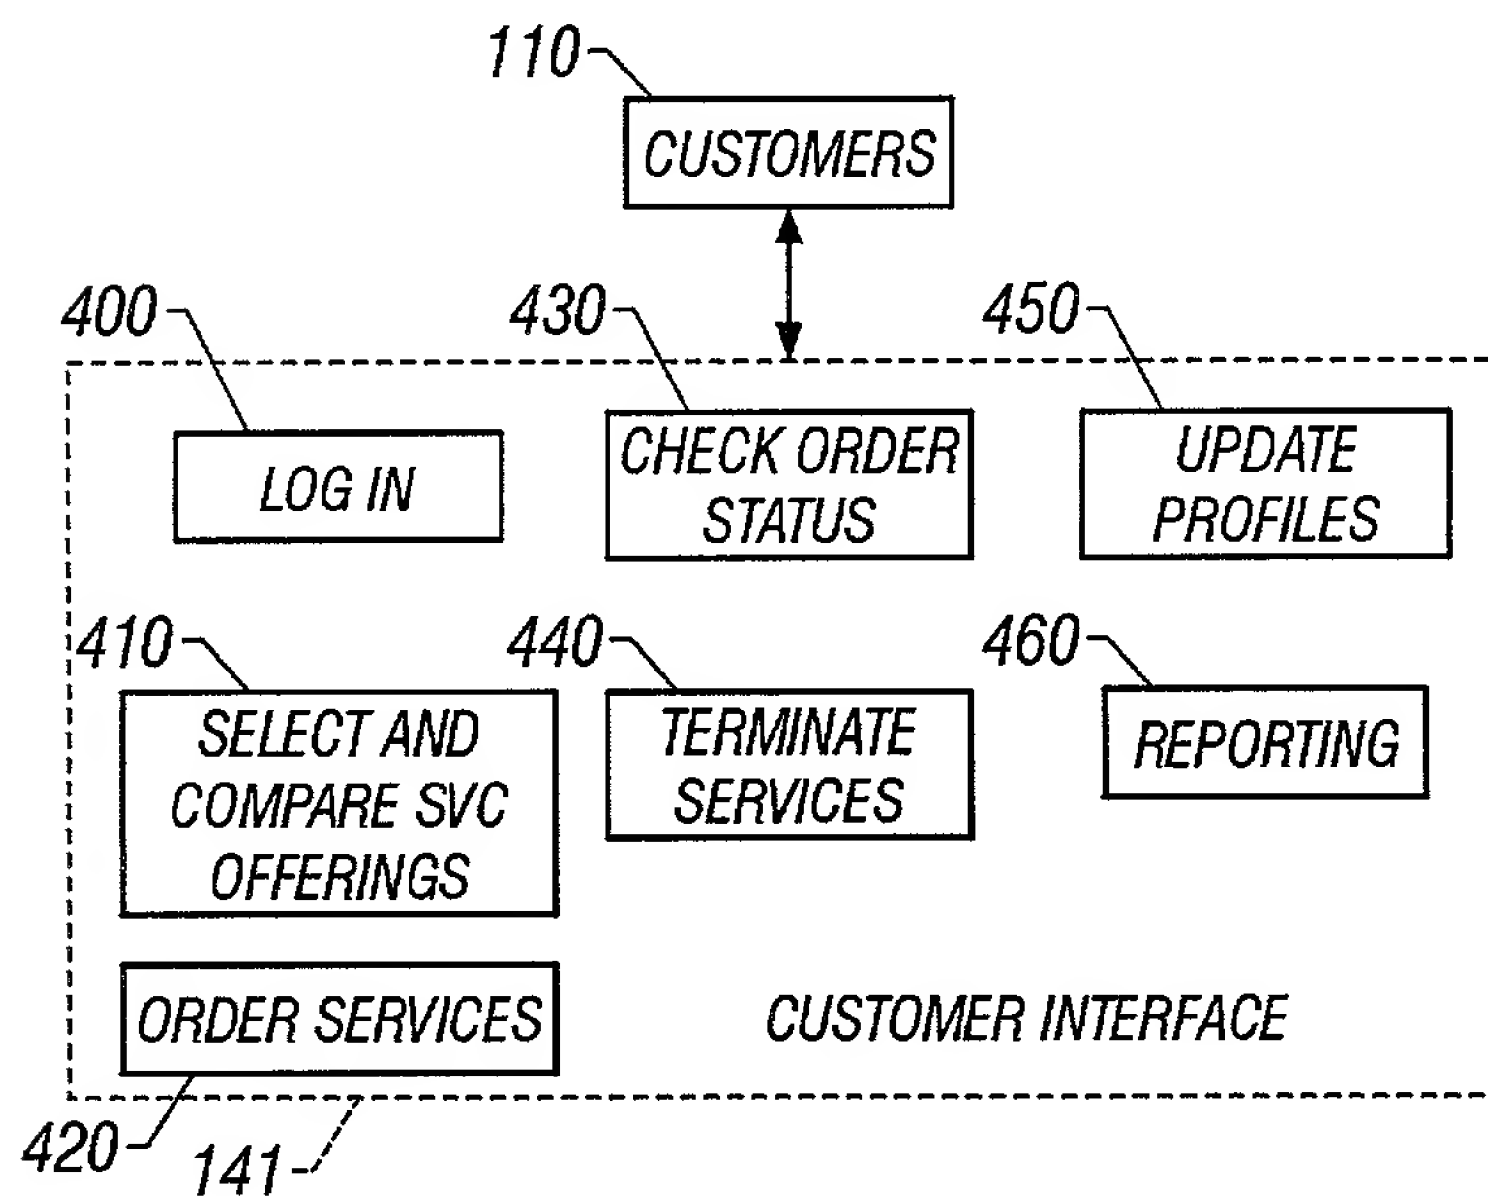 110
CUSTOMERS
400
430
450
LOG IN
CHECK ORDER
STATUS
UPDATE
PROFILES
410
440
460
SELECT AND
COMPARE SVC
OFFERINGS
TERMINATE
SERVICES
REPORTING
ORDER SERVICES
CUSTOMER INTERFACE
420
141